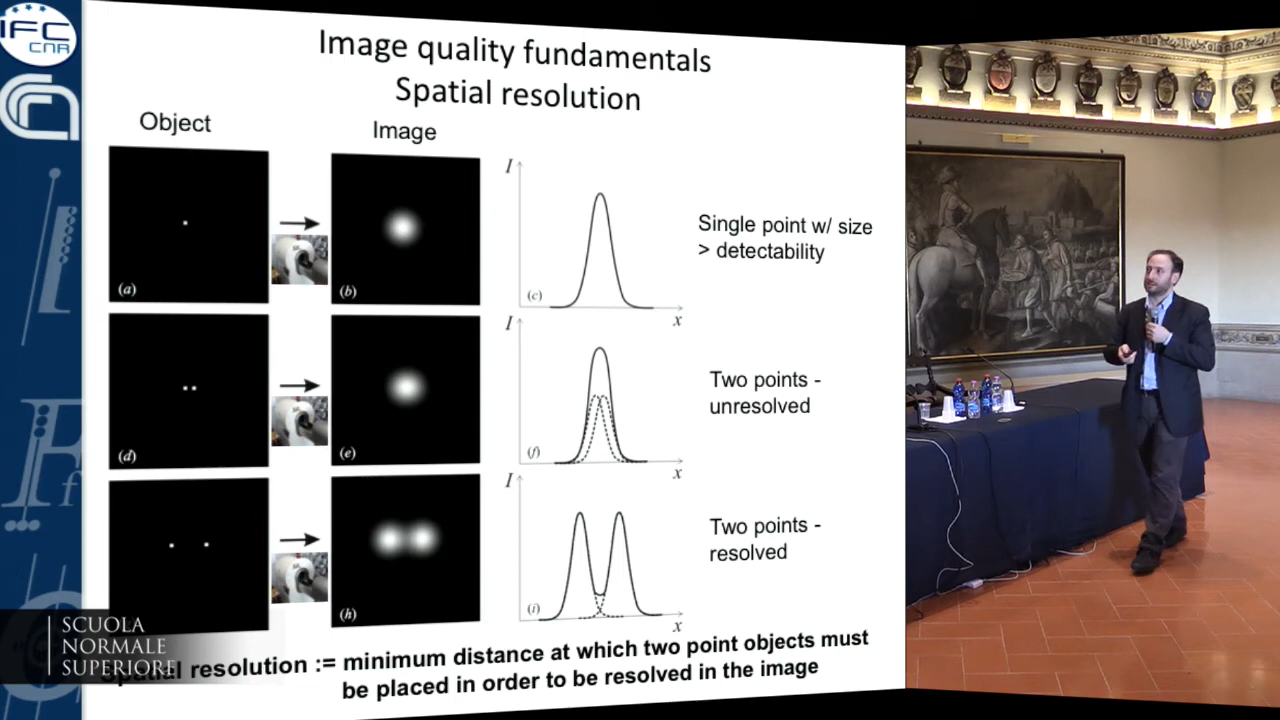 IFC
CNR
Image quality fundamentals
Spatial resolution
Object
Image
I
(a)
(b)
(c)
x
Single point w/ size
> detectability
I
(d)
(e)
(f)
x
Two points -
unresolved
I
(h)
(i)
x
Two points -
resolved
Spatial resolution := minimum distance at which two point objects must
be placed in order to be resolved in the image
SCUOLA
NORMALE
SUPERIORE